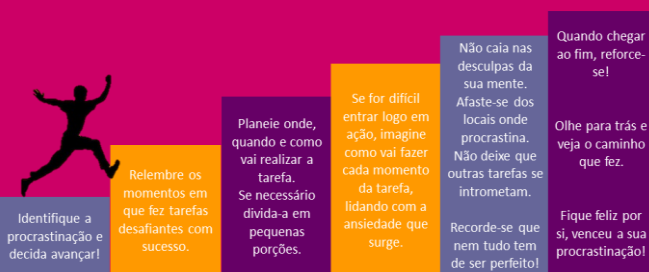 Identifique a
procrastinação e
decida avançar!
Relembre os
momentos em
que fez tarefas
desafiantes com
sucesso.
Planeie onde,
quando e como
vai realizar a
tarefa.
Se necessário
divida-a em
pequenas
porções.
Se for difícil
entrar logo em
ação, imagine
como vai fazer
cada momento
da tarefa,
lidando com a
ansiedade que
surge.
Não caia nas
desculpas da
sua mente.
Afaste-se dos
locais onde
procrastina.
Não deixe que
outras tarefas se
intrometam.
Recorde-se que
nem tudo tem
de ser perfeito!
Quando chegar
ao fim, reforce-
se!
Olhe para trás e
veja o caminho
que fez.
Fique feliz por
si, venceu a sua
procrastinação!